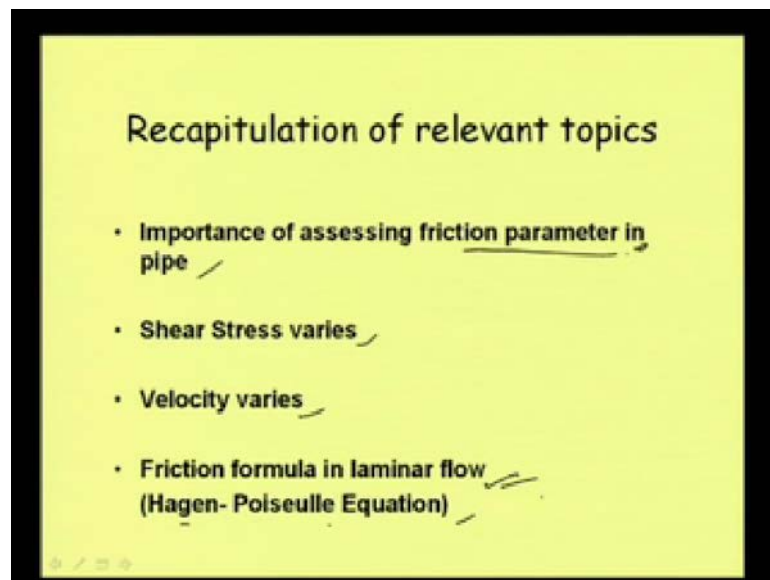 Recapitulation of relevant topics
• Importance of assessing friction parameter in
pipe
• Shear Stress varies
• Velocity varies
• Friction formula in laminar flow
(Hagen- Poiseulle Equation)